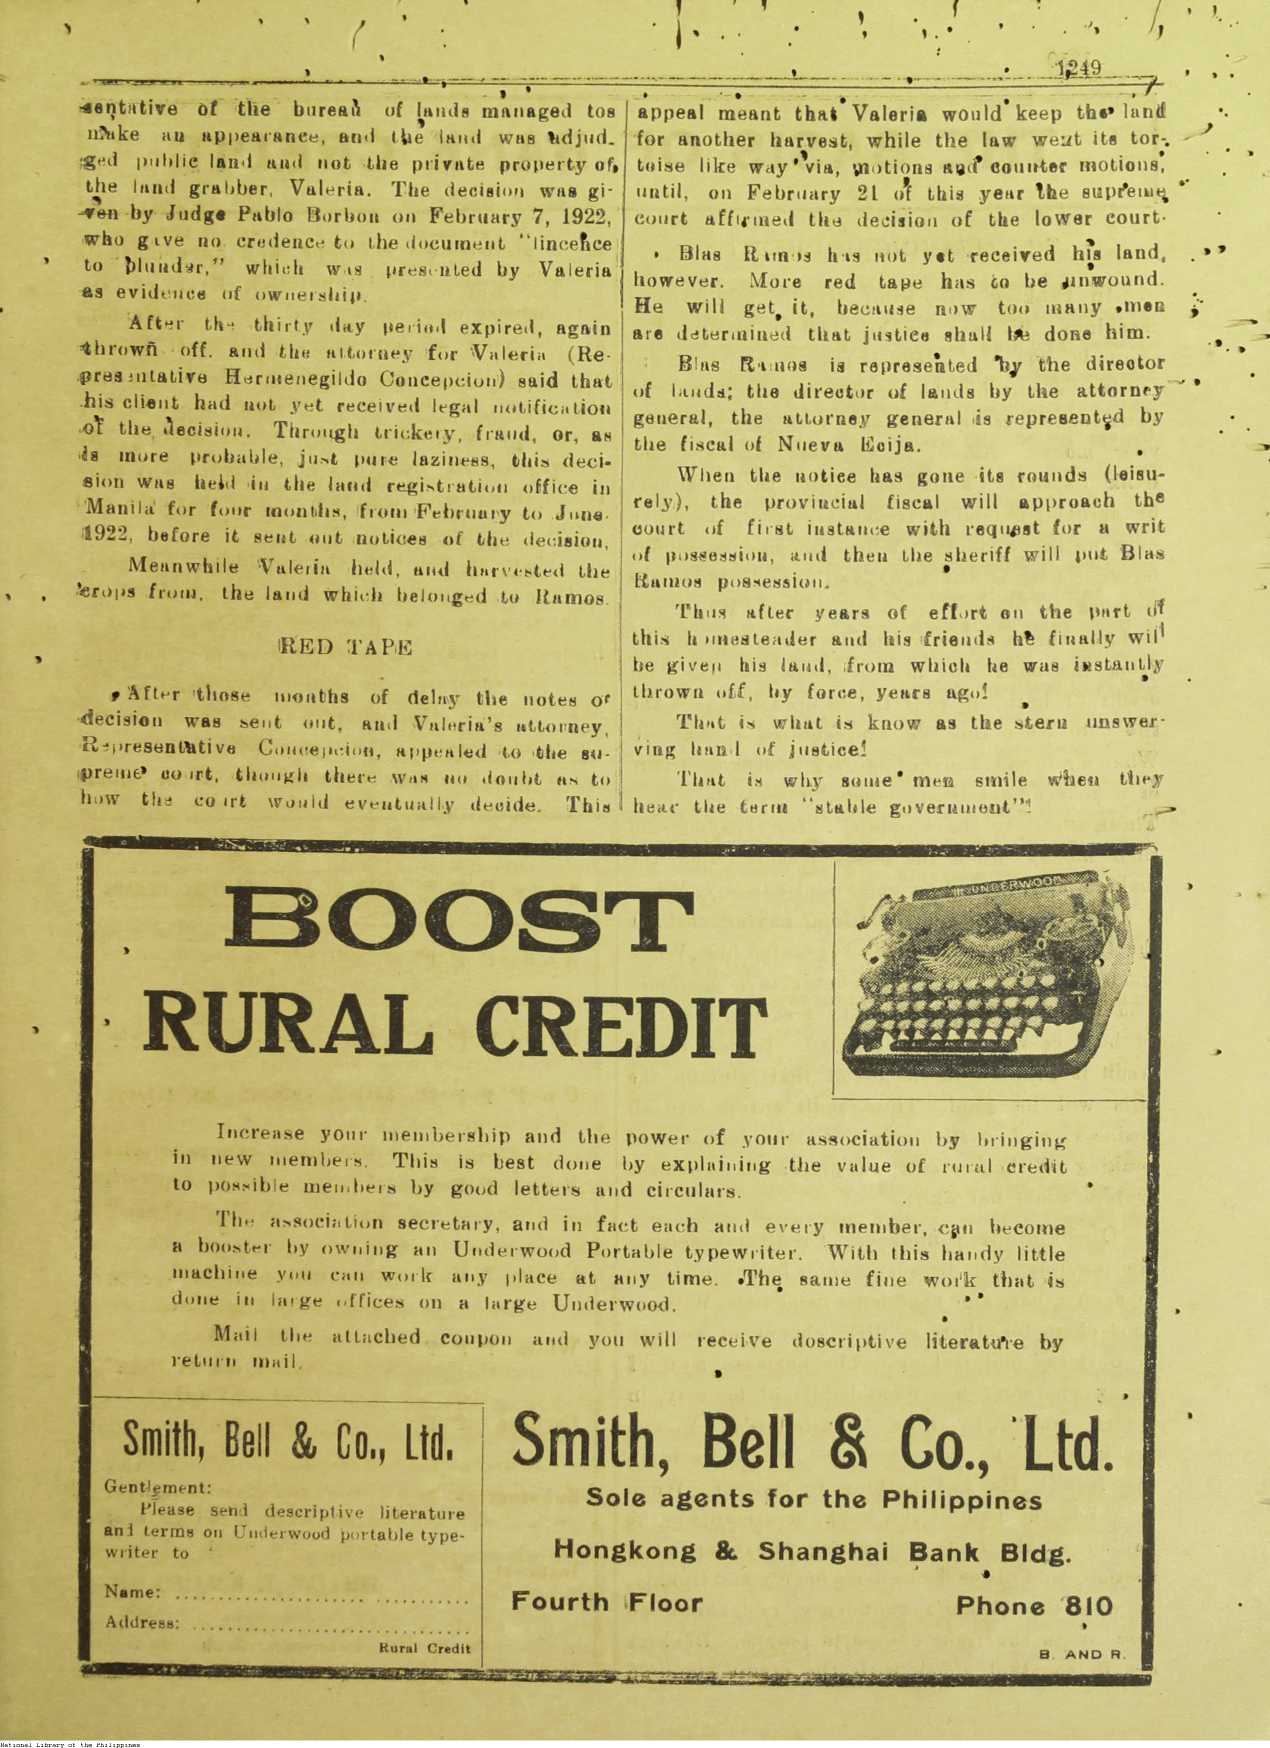 1249
sentative of the bureau of lands managed tos
make an appearance, and the land was adjud-
ged public land and not the private property of,
the land grabber, Valeria. The decision was gi-
ven by Judge Pablo Borbon on February 7, 1922,
who give no credence to the document "lincence
to plunder," which was presented by Valeria
as evidence of ownership.
After the thirty day period expired, again
thrown off. and the attorney for Valeria (Re-
presentative Hermenegildo Concepcion) said that
his client had not yet received legal notification
of the decision. Through trickery, fraud, or, as
is more probable, just pure laziness, this deci-
sion was held in the land registration office in
Manila for four months, from February to June
1922, before it sent out notices of the decision,
Meanwhile Valeria held, and harvested the
crops from, the land which belonged to Ramos.
RED TAPE
After those months of delay the notes of
decision was sent out, and Valeria's attorney,
Representative Concepcion, appealed to the su-
preme court, though there was no doubt as to
how the court would eventually decide. This
appeal meant that Valeria would keep the land
for another harvest, while the law went its tor-
toise like way via, motions and counter motions,
until, on February 21 of this year the supreme
court affirmed the decision of the lower court.
Blas Ramos has not yet received his land,
however. More red tape has to be unwound.
He will get it, because now too many men
are determined that justice shall be done him.
Blas Ramos is represented by the director
of lands; the director of lands by the attorney
general, the attorney general is represented by
the fiscal of Nueva Ecija.
When the notice has gone its rounds (leisu-
rely), the provincial fiscal will approach the
court of first instance with request for a writ
of possession, and then the sheriff will put Blas
Ramos possession.
Thus after years of effort on the part of
this homesteader and his friends he finally will
be given his land, from which he was instantly
thrown off, by force, years ago!
That is what is know as the stern unswer-
ving hand of justice!
That is why some men smile when they
hear the term "stable government"!
UNDERWOOD
BOOST
RURAL CREDIT
Increase your membership and the power of your association by bringing
in new members. This is best done by explaining the value of rural credit
to possible members by good letters and circulars.
The association secretary, and in fact each and every member, can become
a booster by owning an Underwood Portable typewriter. With this handy little
machine you can work any place at any time. The same fine work that is
done in large offices on a large Underwood.
Mail the attached coupon and you will receive doscriptive literature by
return mail.
Smith, Bell & Co., Ltd.
Gentlement:
Please send descriptive literature
and terms on Underwood portable type-
writer to
Name: ........................
Address: ........................
Rural Credit
Smith, Bell & Co., Ltd.
Sole agents for the Philippines
Hongkong & Shanghai Bank Bldg.
Fourth Floor Phone 810
B. AND R.
National Library of the Philippines